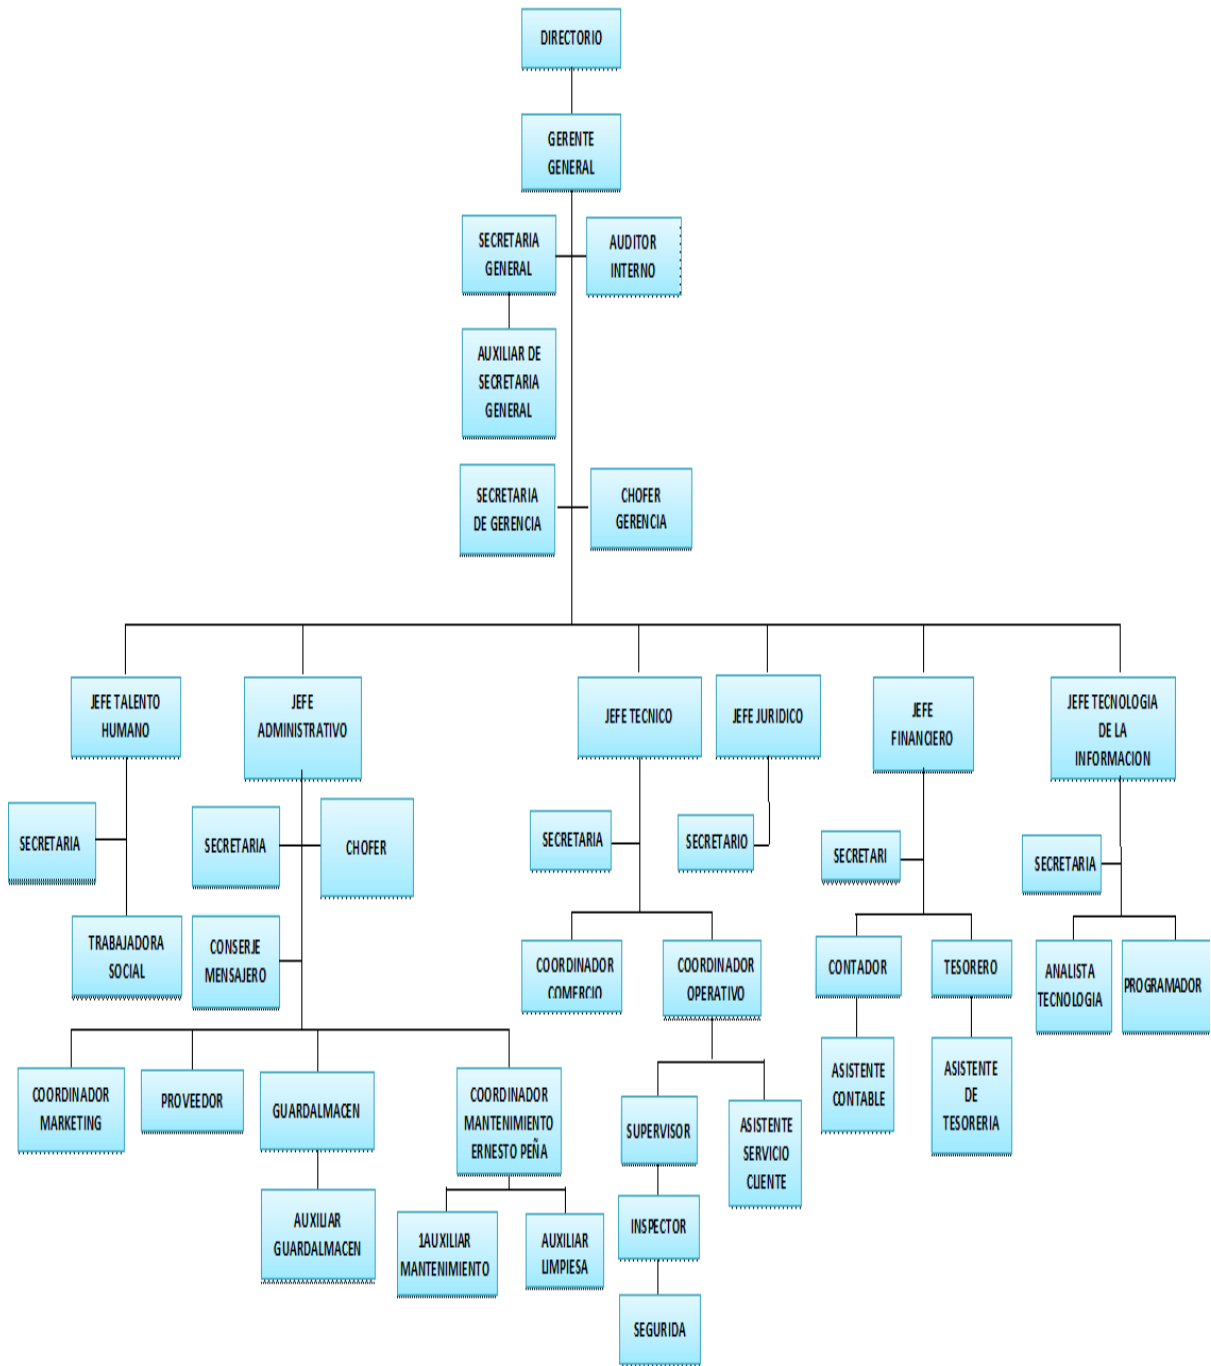 DIRECTORIO
GERENTE
GENERAL
SECRETARIA
GENERAL
AUDITOR
INTERNO
AUXILIAR DE
SECRETARIA
GENERAL
SECRETARIA
DE GERENCIA
CHOFER
GERENCIA
JEFE TALENTO
HUMANO
JEFE
ADMINISTRATIVO
JEFE TECNICO
JEFE JURIDICO
JEFE
FINANCIERO
JEFE TECNOLOGIA
DE LA
INFORMACION
SECRETARIA
SECRETARIA
CHOFER
SECRETARIA
SECRETARIO
SECRETARI
SECRETARIA
TRABAJADORA
SOCIAL
CONSERJE
MENSAJERO
COORDINADOR
COMERCIO
COORDINADOR
OPERATIVO
CONTADOR
TESORERO
ANALISTA
TECNOLOGIA
PROGRAMADOR
COORDINADOR
MARKETING
PROVEEDOR
GUARDALMACEN
COORDINADOR
MANTENIMIENTO
ERNESTO PEÑA
SUPERVISOR
ASISTENTE
SERVICIO
CLIENTE
ASISTENTE
CONTABLE
ASISTENTE
DE
TESORERIA
AUXILIAR
GUARDALMACEN
1AUXILIAR
MANTENIMIENTO
AUXILIAR
LIMPIESA
INSPECTOR
SEGURIDA